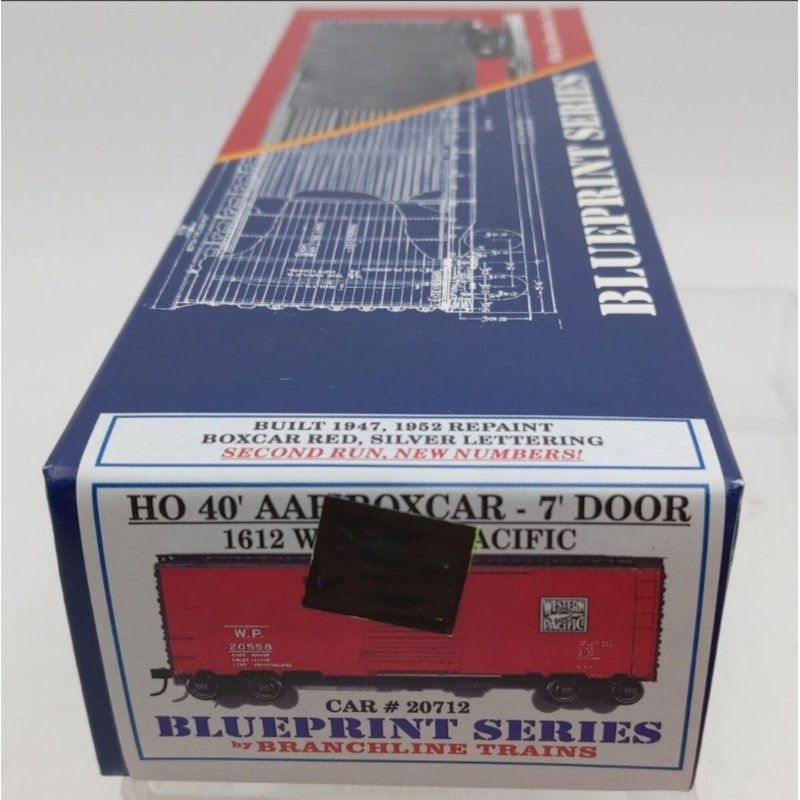 BLUEPRINT SERIES
BUILT 1947, 1952 REPAINT
BOXCAR RED, SILVER LETTERING
SECOND RUN, NEW NUMBERS!
HO 40' AAR BOXCAR - 7' DOOR
1612 W ACIFIC
W.P.
20558
WESTERN
PACIFIC
CAR # 20712
BLUEPRINT SERIES
by BRANCHLINE TRAINS